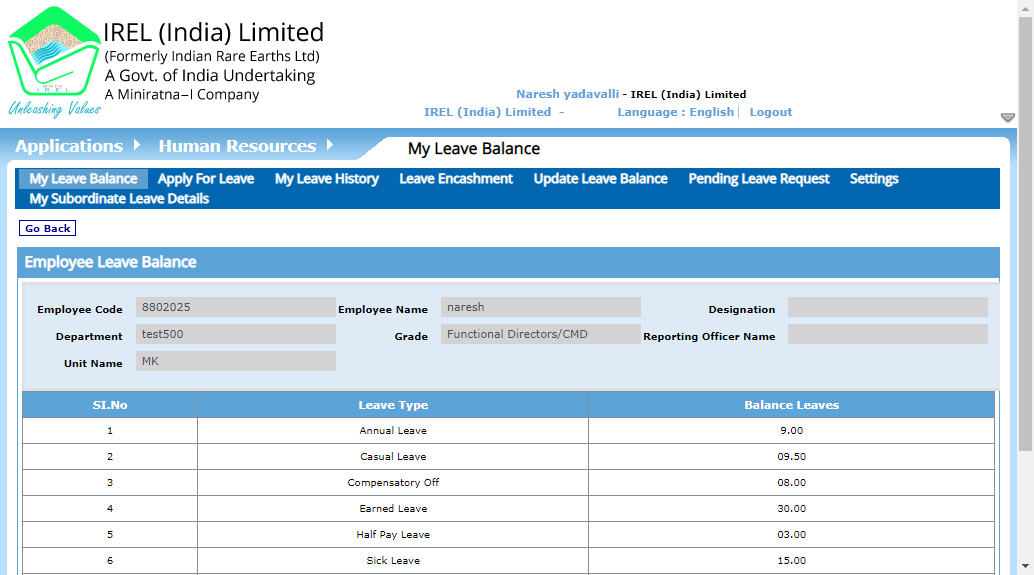 IREL (India) Limited
(Formerly Indian Rare Earths Ltd)
A Govt. of India Undertaking
A Miniratna–I Company
IREL
Unleashing Values
Naresh yadavalli - IREL (India) Limited
IREL (India) Limited - Language : English | Logout
Applications Human Resources My Leave Balance
My Leave Balance Apply For Leave My Leave History Leave Encashment Update Leave Balance Pending Leave Request Settings
My Subordinate Leave Details
Go Back
Employee Leave Balance
Employee Code 8802025 Employee Name naresh Designation
Department test500 Grade Functional Directors/CMD Reporting Officer Name
Unit Name MK
SI.No Leave Type Balance Leaves
1 Annual Leave 9.00
2 Casual Leave 09.50
3 Compensatory Off 08.00
4 Earned Leave 30.00
5 Half Pay Leave 03.00
6 Sick Leave 15.00